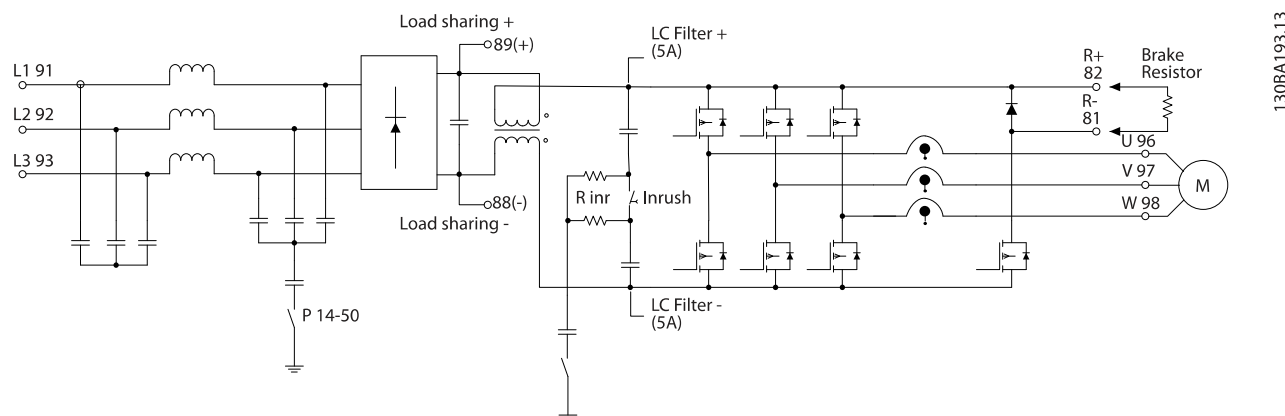 Load sharing +
89(+)
LC Filter +
(5A)
L1 91
L2 92
L3 93
R+
82
Brake
Resistor
R-
81
U 96
V 97
W 98
M
R inr
Inrush
88(-)
Load sharing -
LC Filter -
(5A)
P 14-50
130BA193.13